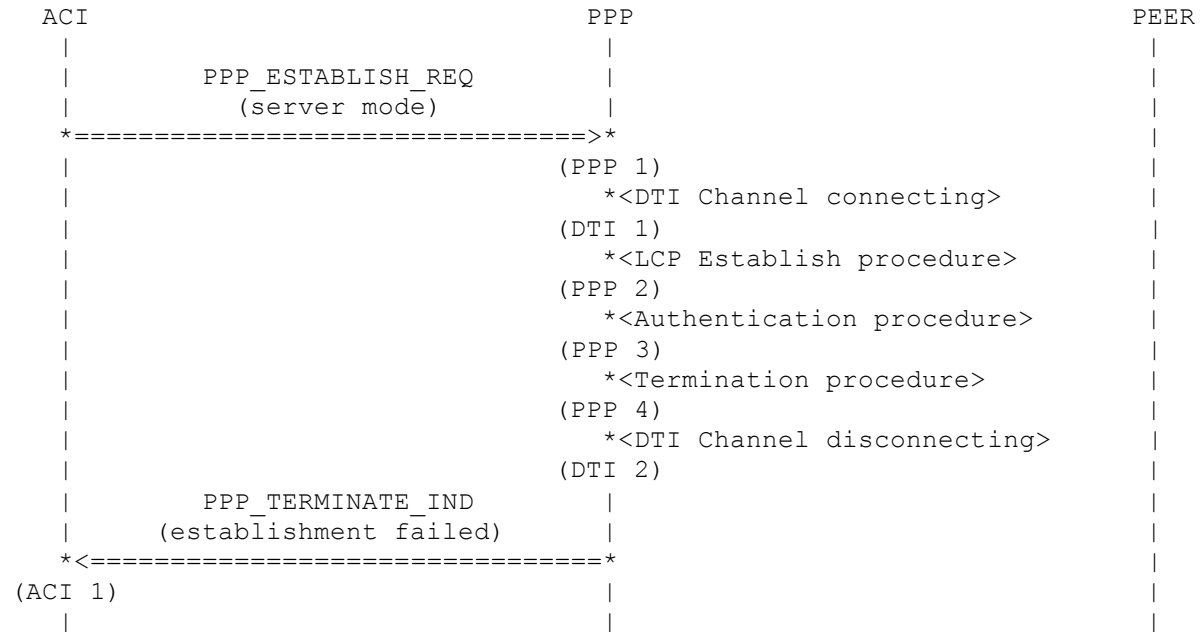 ACI PPP PEER
PPP_ESTABLISH_REQ
(server mode)
*================================>*
(PPP 1)
*<DTI Channel connecting>
(DTI 1)
*<LCP Establish procedure>
(PPP 2)
*<Authentication procedure>
(PPP 3)
*<Termination procedure>
(PPP 4)
*<DTI Channel disconnecting>
(DTI 2)
PPP_TERMINATE_IND
(establishment failed)
*<================================*
(ACI 1)